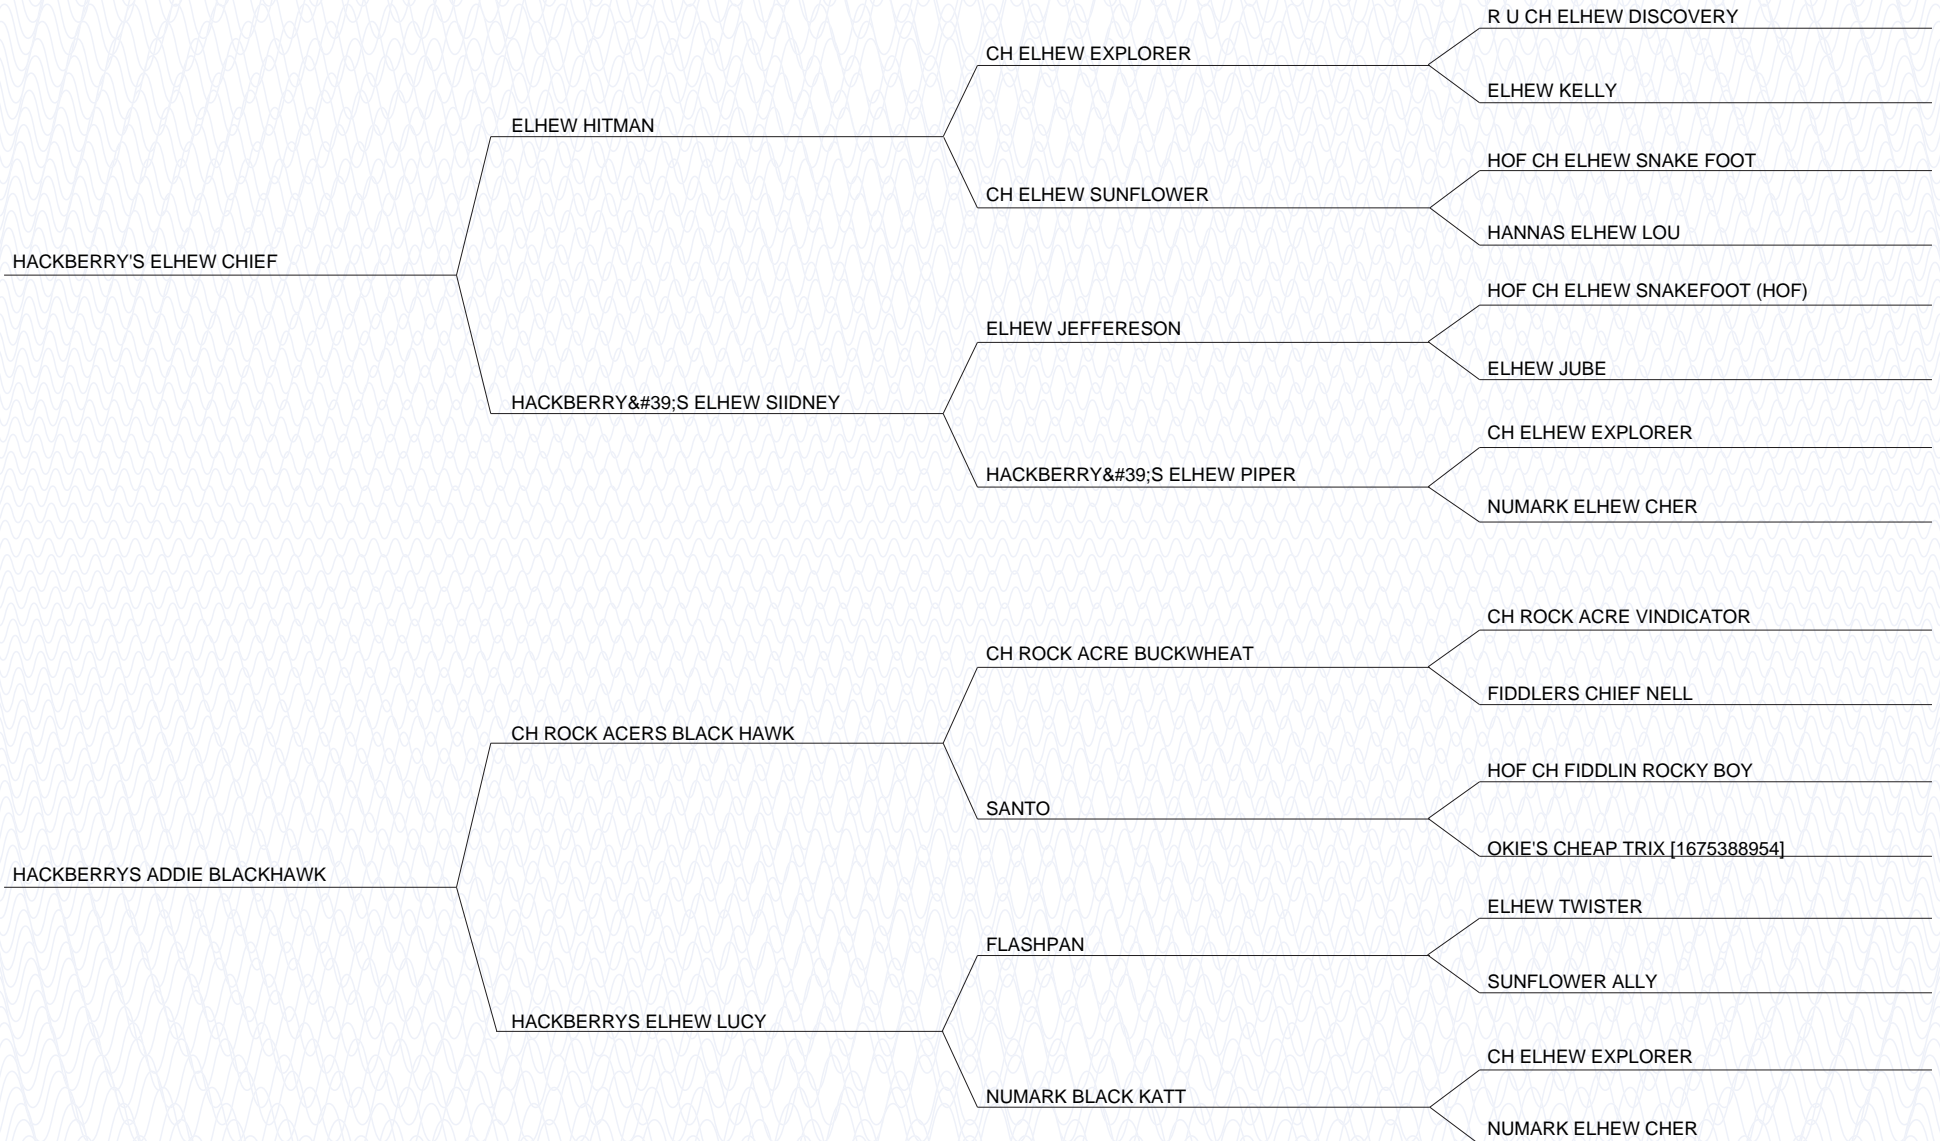 R U CH ELHEW DISCOVERY
CH ELHEW EXPLORER
ELHEW KELLY
ELHEW HITMAN
HOF CH ELHEW SNAKE FOOT
CH ELHEW SUNFLOWER
HANNAS ELHEW LOU
HACKBERRY'S ELHEW CHIEF
HOF CH ELHEW SNAKEFOOT (HOF)
ELHEW JEFFERESON
ELHEW JUBE
HACKBERRY&#39;S ELHEW SIIDNEY
CH ELHEW EXPLORER
HACKBERRY&#39;S ELHEW PIPER
NUMARK ELHEW CHER
CH ROCK ACRE VINDICATOR
CH ROCK ACRE BUCKWHEAT
FIDDLERS CHIEF NELL
CH ROCK ACERS BLACK HAWK
HOF CH FIDDLIN ROCKY BOY
SANTO
OKIE'S CHEAP TRIX [1675388954]
HACKBERRYS ADDIE BLACKHAWK
ELHEW TWISTER
FLASHPAN
SUNFLOWER ALLY
HACKBERRYS ELHEW LUCY
CH ELHEW EXPLORER
NUMARK BLACK KATT
NUMARK ELHEW CHER